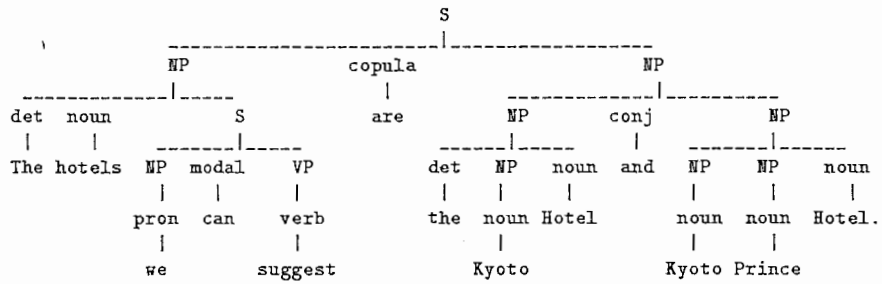 S
NP copula NP
det noun S are NP conj NP
The hotels NP modal VP det NP noun and NP NP noun
pron can verb the noun Hotel noun noun Hotel.
we suggest Kyoto Kyoto Prince